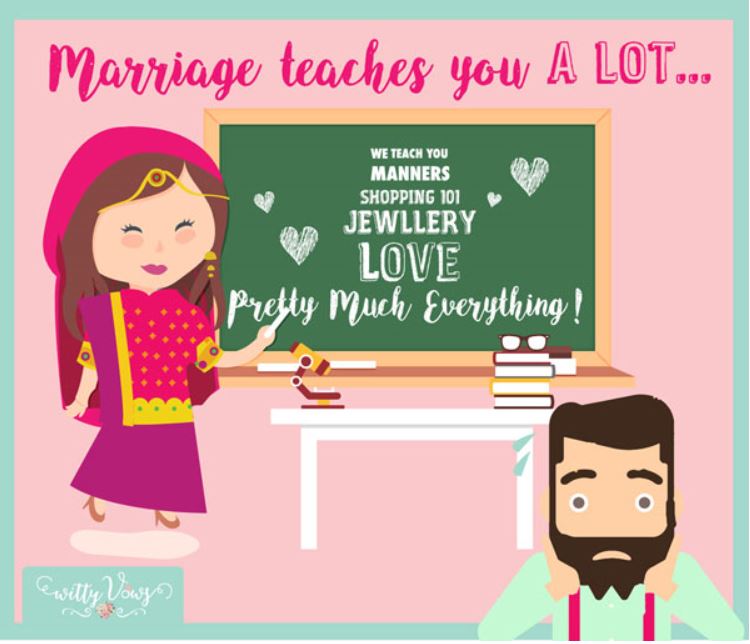 Marriage teaches you A LOT...
WE TEACH YOU
MANNERS
SHOPPING 101
JEWLLERY
LOVE
Pretty Much Everything!
witty Vows